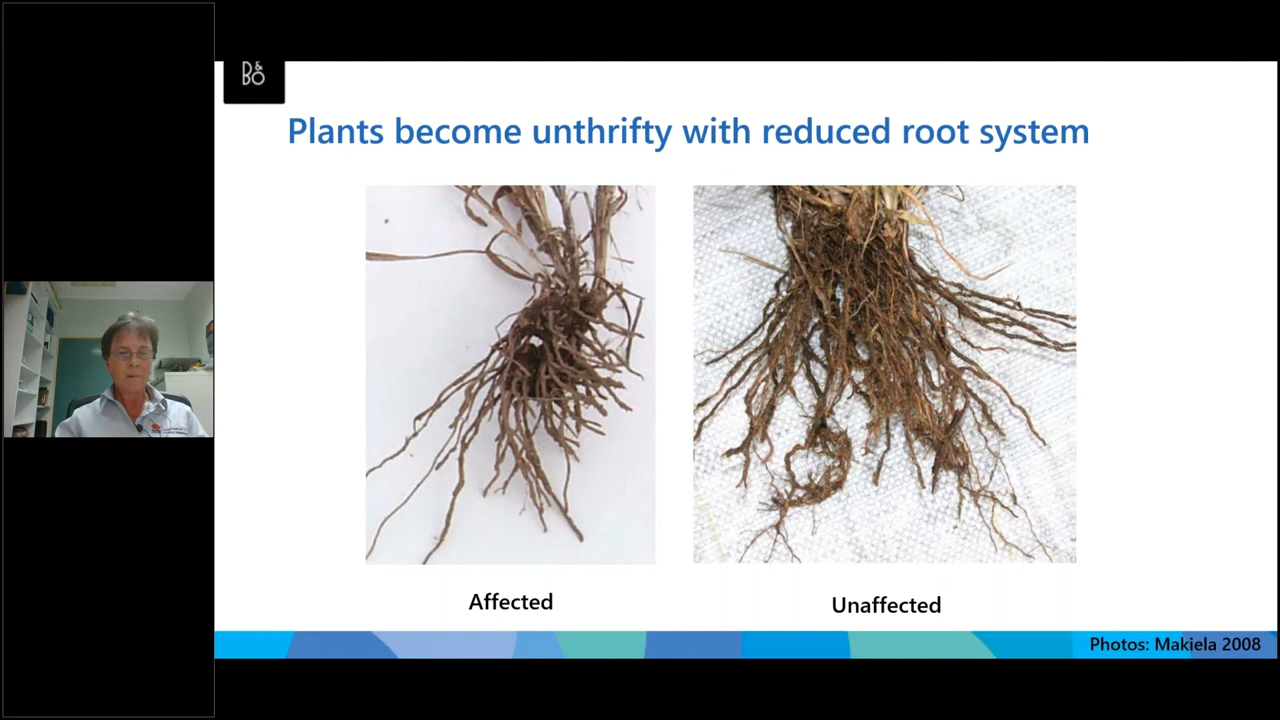 B&O
Plants become unthrifty with reduced root system
Affected
Unaffected
Photos: Makiela 2008